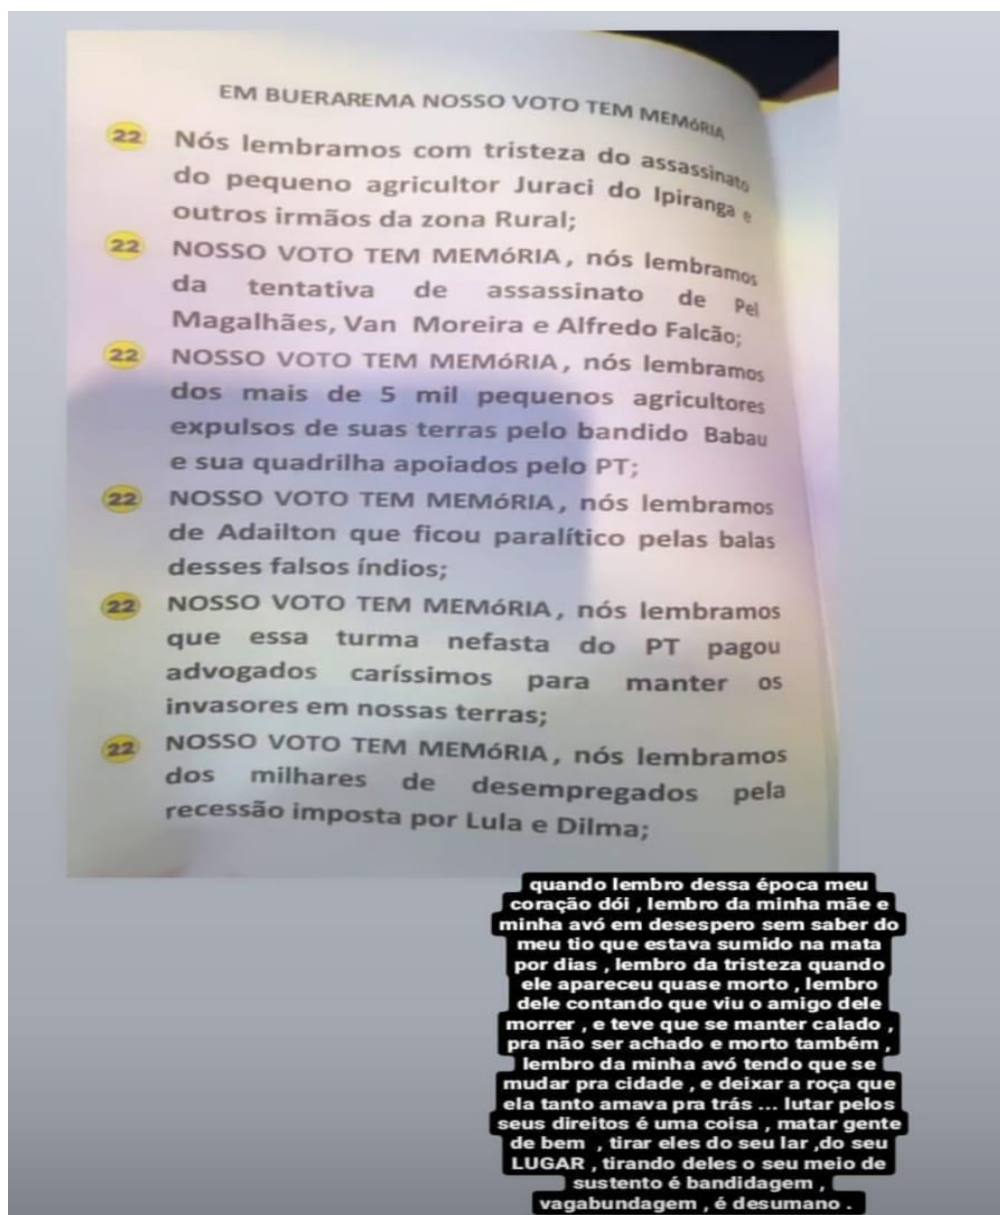 EM BUERAREMA NOSSO VOTO TEM MEMóRIA
22 Nós lembramos com tristeza do assassinato
do pequeno agricultor Juraci do Ipiranga e
outros irmãos da zona Rural;
22 NOSSO VOTO TEM MEMóRIA, nós lembramos
da tentativa de assassinato de Pel
Magalhães, Van Moreira e Alfredo Falcão;
22 NOSSO VOTO TEM MEMóRIA, nós lembramos
dos mais de 5 mil pequenos agricultores
expulsos de suas terras pelo bandido Babau
e sua quadrilha apoiados pelo PT;
22 NOSSO VOTO TEM MEMóRIA, nós lembramos
de Adailton que ficou paralítico pelas balas
desses falsos índios;
22 NOSSO VOTO TEM MEMóRIA, nós lembramos
que essa turma nefasta do PT pagou
advogados caríssimos para manter os
invasores em nossas terras;
22 NOSSO VOTO TEM MEMóRIA, nós lembramos
dos milhares de desempregados pela
recessão imposta por Lula e Dilma;
quando lembro dessa época meu
coração dói , lembro da minha mãe e
minha avó em desespero sem saber do
meu tio que estava sumido na mata
por dias , lembro da tristeza quando
ele apareceu quase morto , lembro
dele contando que viu o amigo dele
morrer , e teve que se manter calado ,
pra não ser achado e morto também ,
lembro da minha avó tendo que se
mudar pra cidade , e deixar a roça que
ela tanto amava pra trás ... lutar pelos
seus direitos é uma coisa , matar gente
de bem , tirar eles do seu lar ,do seu
LUGAR , tirando deles o seu meio de
sustento é bandidagem ,
vagabundagem , é desumano .